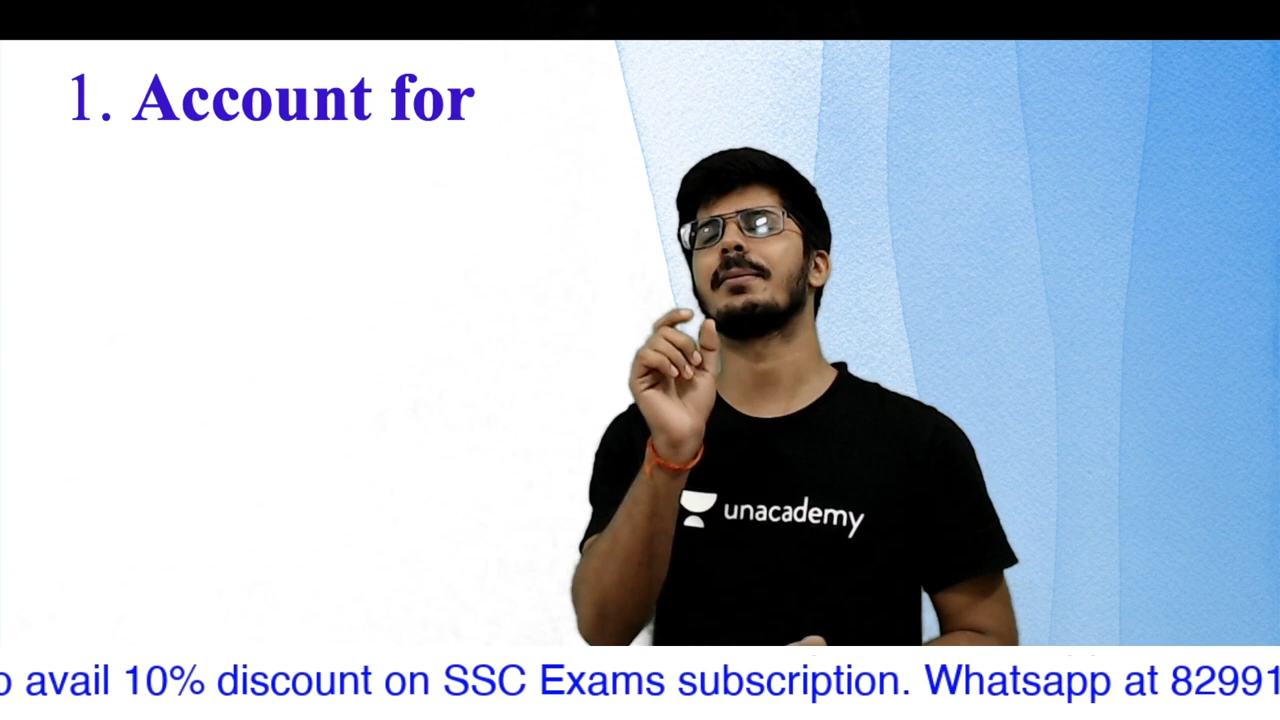 1. Account for
unacademy
avail 10% discount on SSC Exams subscription. Whatsapp at 82991